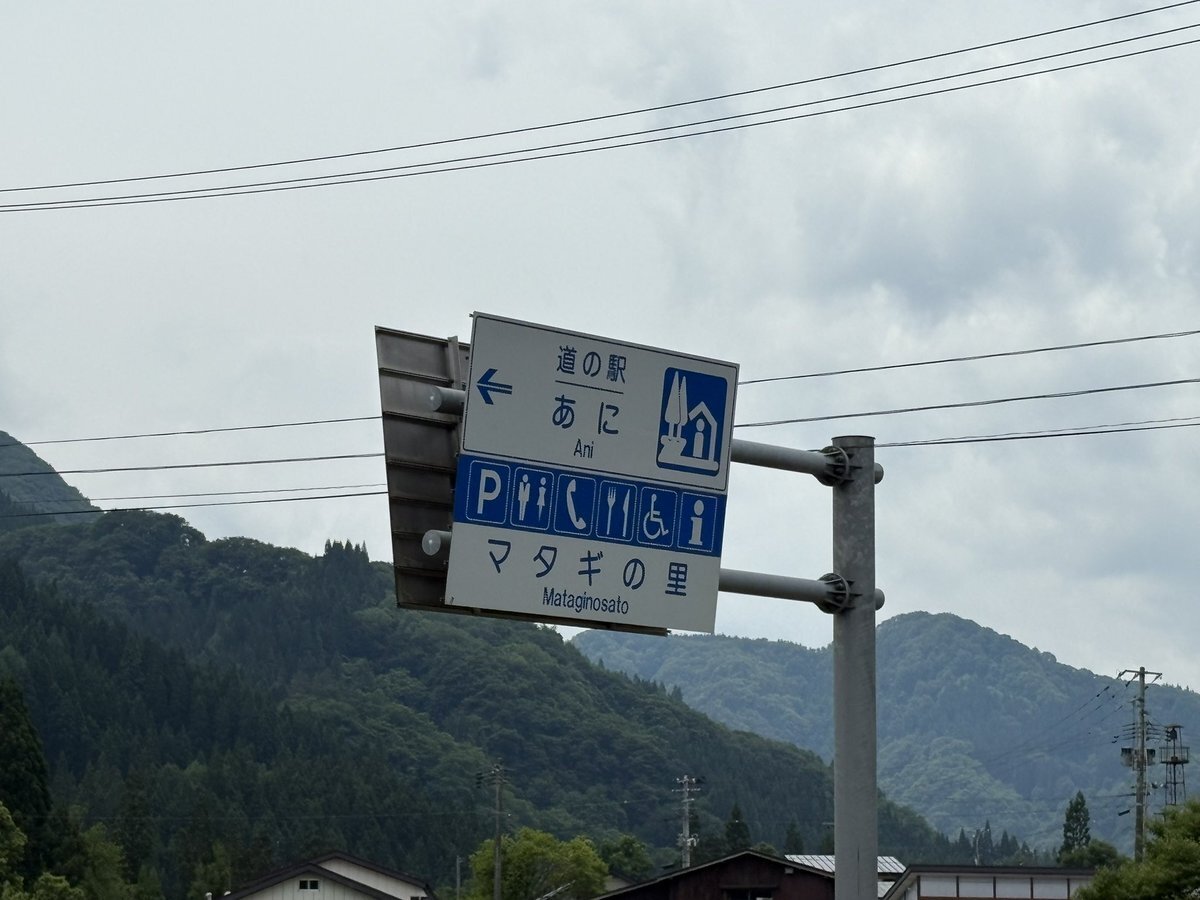 道の駅
あに
Ani
P
i
マタギの里
Mataginosato